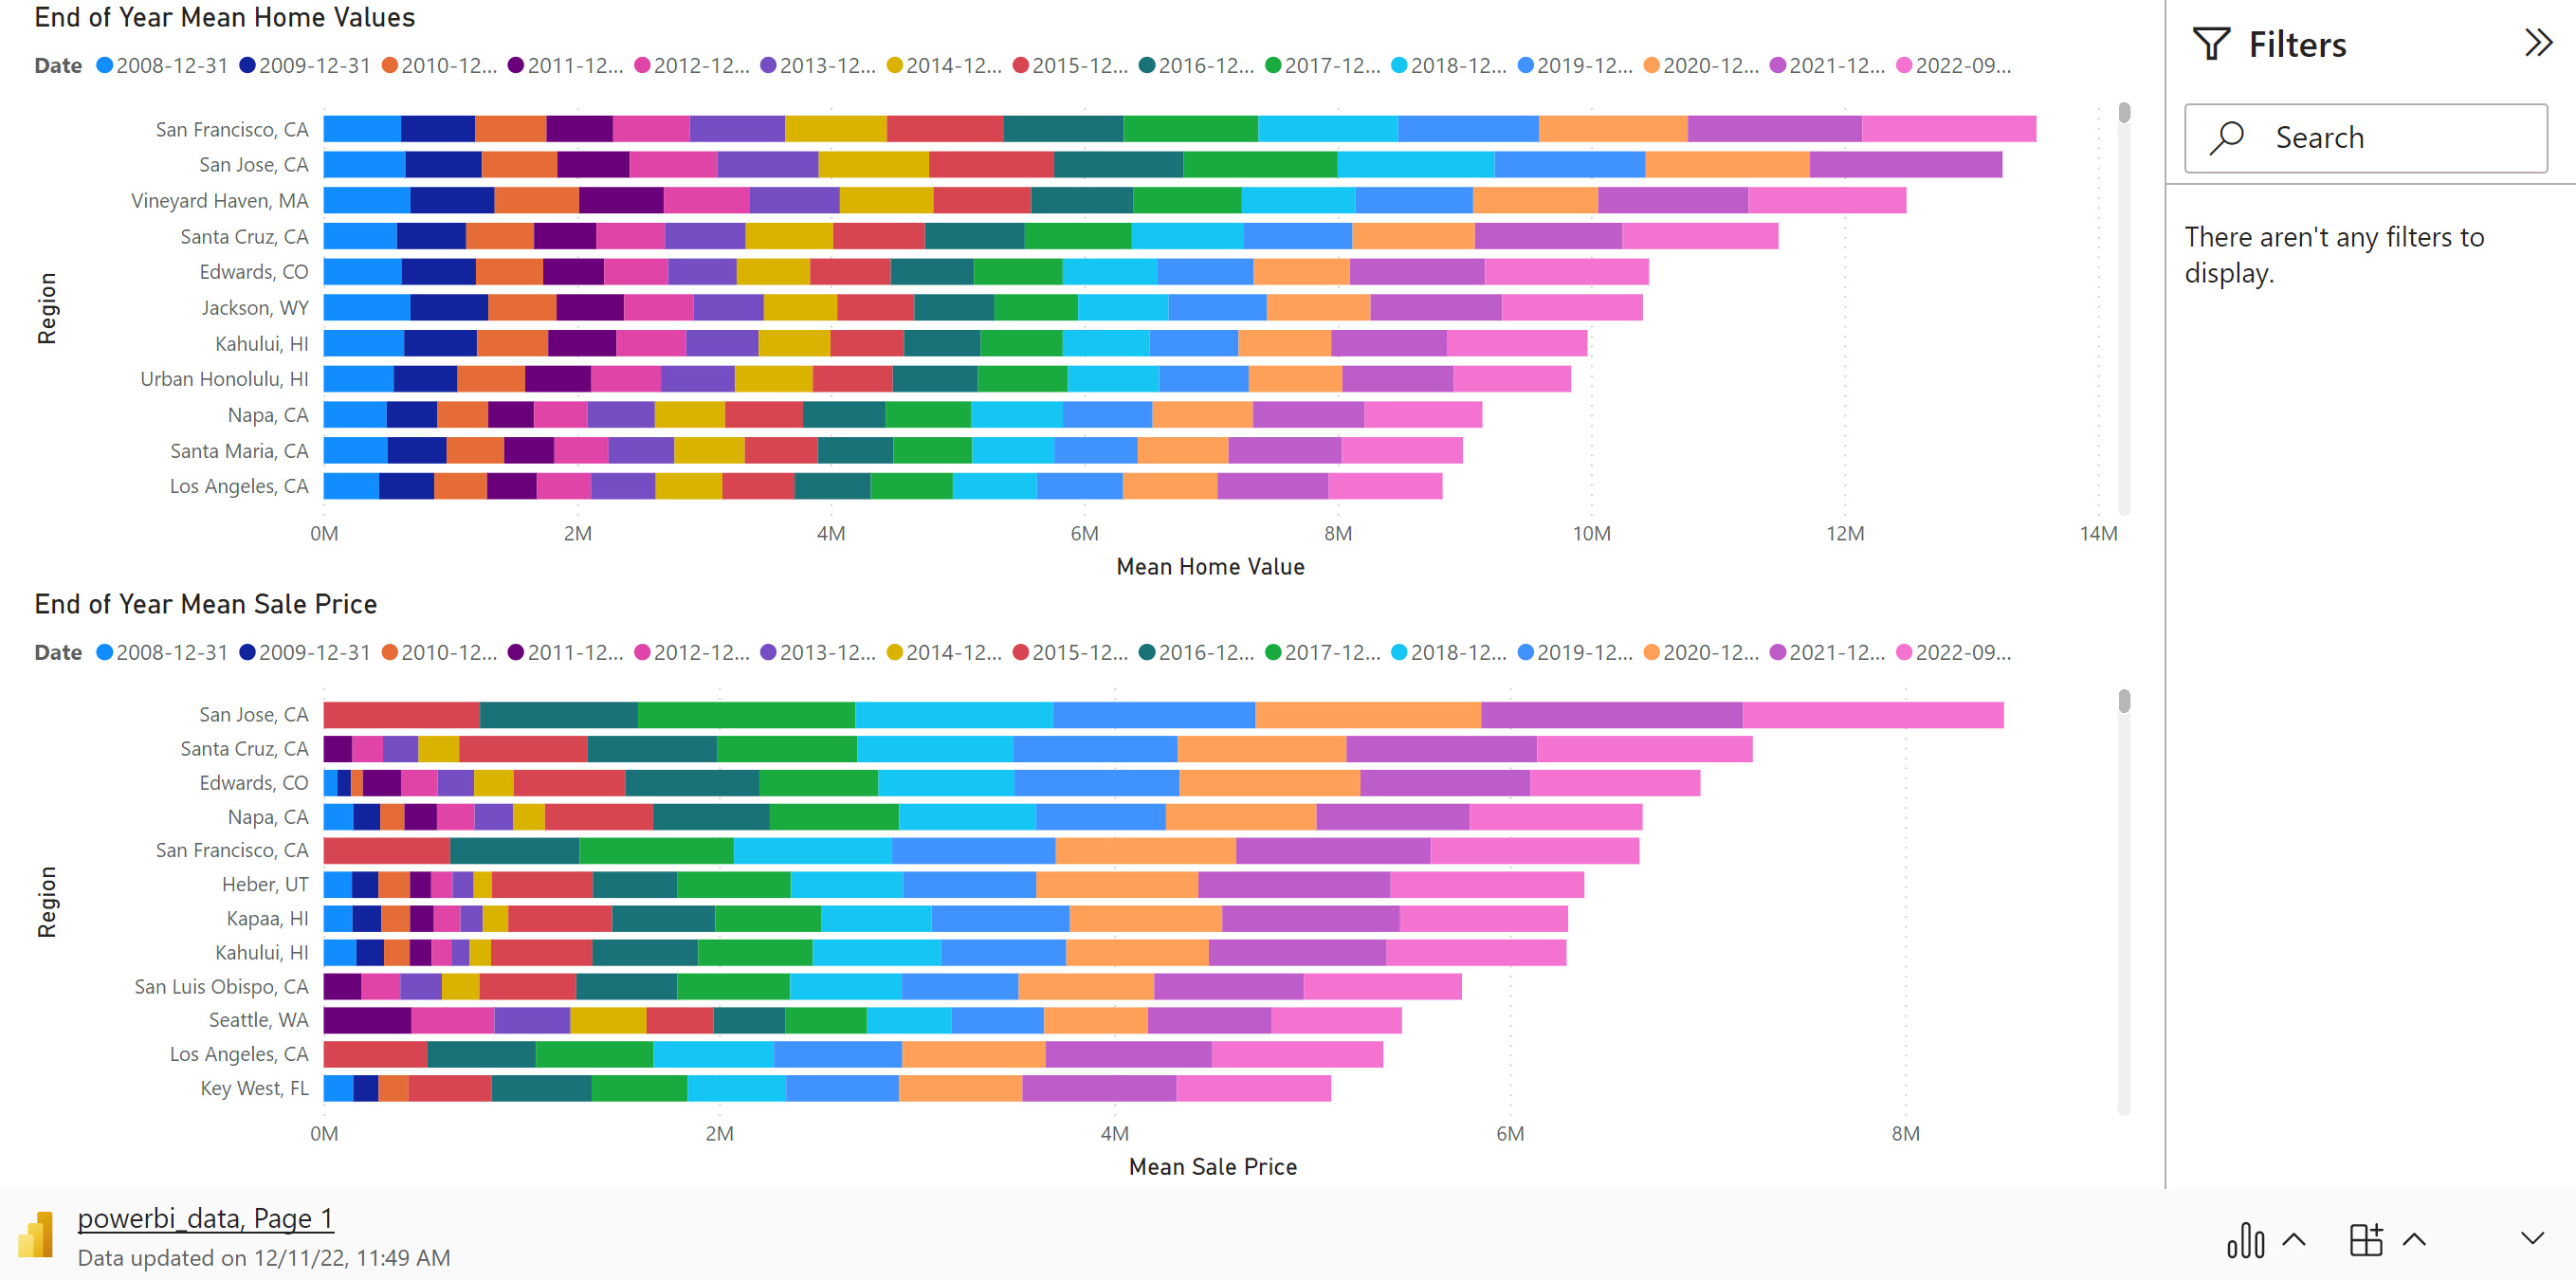 End of Year Mean Home Values
Filters
Date 2008-12-31 2009-12-31 2010-12... 2011-12... 2012-12... 2013-12... 2014-12... 2015-12... 2016-12... 2017-12... 2018-12... 2019-12... 2020-12... 2021-12... 2022-09...
Search
There aren't any filters to
display.
Region
San Francisco, CA
San Jose, CA
Vineyard Haven, MA
Santa Cruz, CA
Edwards, CO
Jackson, WY
Kahului, HI
Urban Honolulu, HI
Napa, CA
Santa Maria, CA
Los Angeles, CA
0M 2M 4M 6M 8M 10M 12M 14M
Mean Home Value
End of Year Mean Sale Price
Date 2008-12-31 2009-12-31 2010-12... 2011-12... 2012-12... 2013-12... 2014-12... 2015-12... 2016-12... 2017-12... 2018-12... 2019-12... 2020-12... 2021-12... 2022-09...
Region
San Jose, CA
Santa Cruz, CA
Edwards, CO
Napa, CA
San Francisco, CA
Heber, UT
Kapaa, HI
Kahului, HI
San Luis Obispo, CA
Seattle, WA
Los Angeles, CA
Key West, FL
0M 2M 4M 6M 8M
Mean Sale Price
powerbi_data, Page 1
Data updated on 12/11/22, 11:49 AM